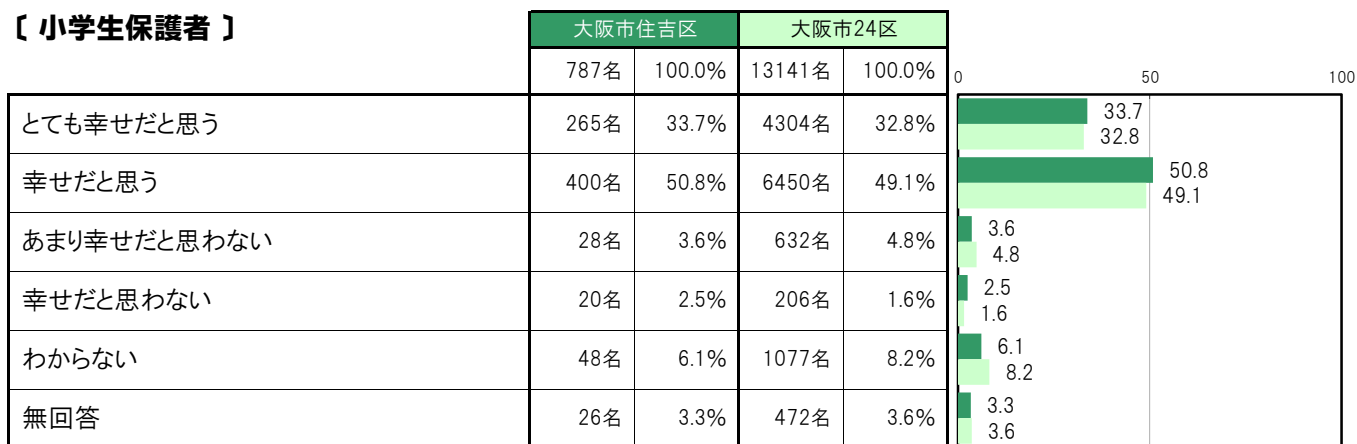 〔 小学生保護者 〕
大阪市住吉区 大阪市24区
787名 100.0% 13141名 100.0%
0 50 100
とても幸せだと思う 265名 33.7% 4304名 32.8%
33.7
32.8
幸せだと思う 400名 50.8% 6450名 49.1%
50.8
49.1
あまり幸せだと思わない 28名 3.6% 632名 4.8%
3.6
4.8
幸せだと思わない 20名 2.5% 206名 1.6%
2.5
1.6
わからない 48名 6.1% 1077名 8.2%
6.1
8.2
無回答 26名 3.3% 472名 3.6%
3.3
3.6